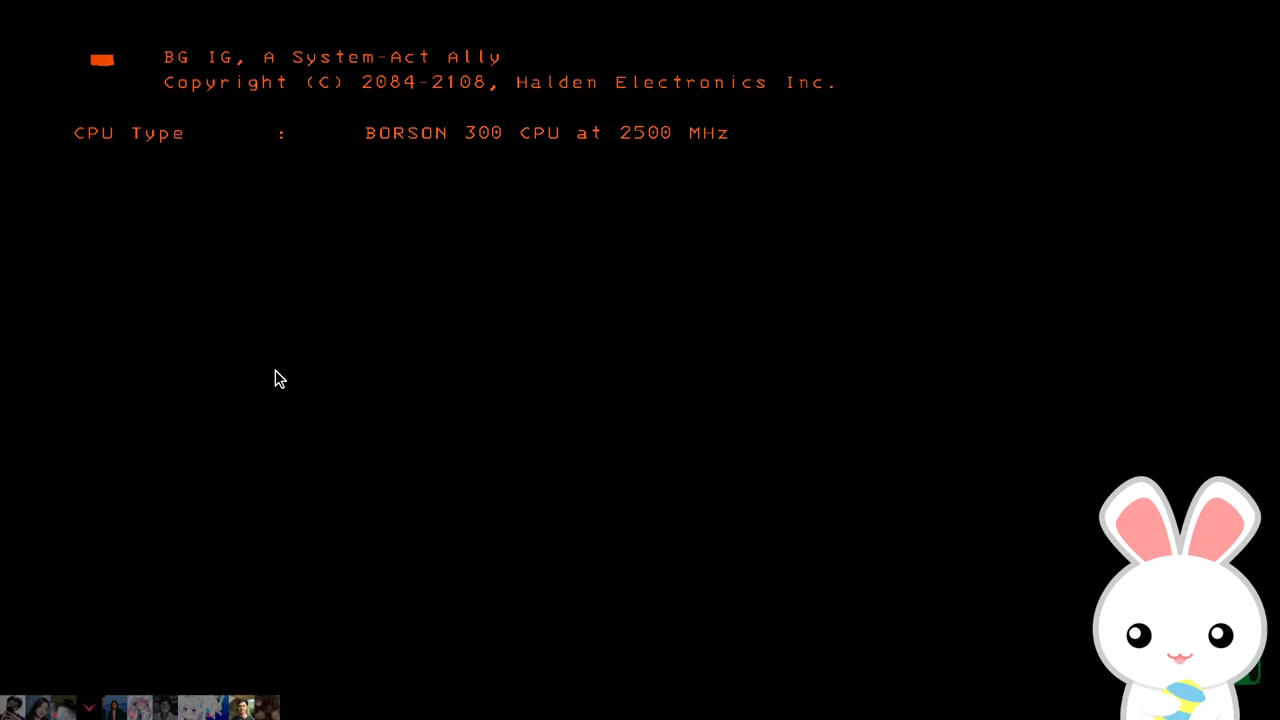 BG IG, A System-Act Ally
Copyright (C) 2084-2108, Halden Electronics Inc.
CPU Type : BORSON 300 CPU at 2500 MHz